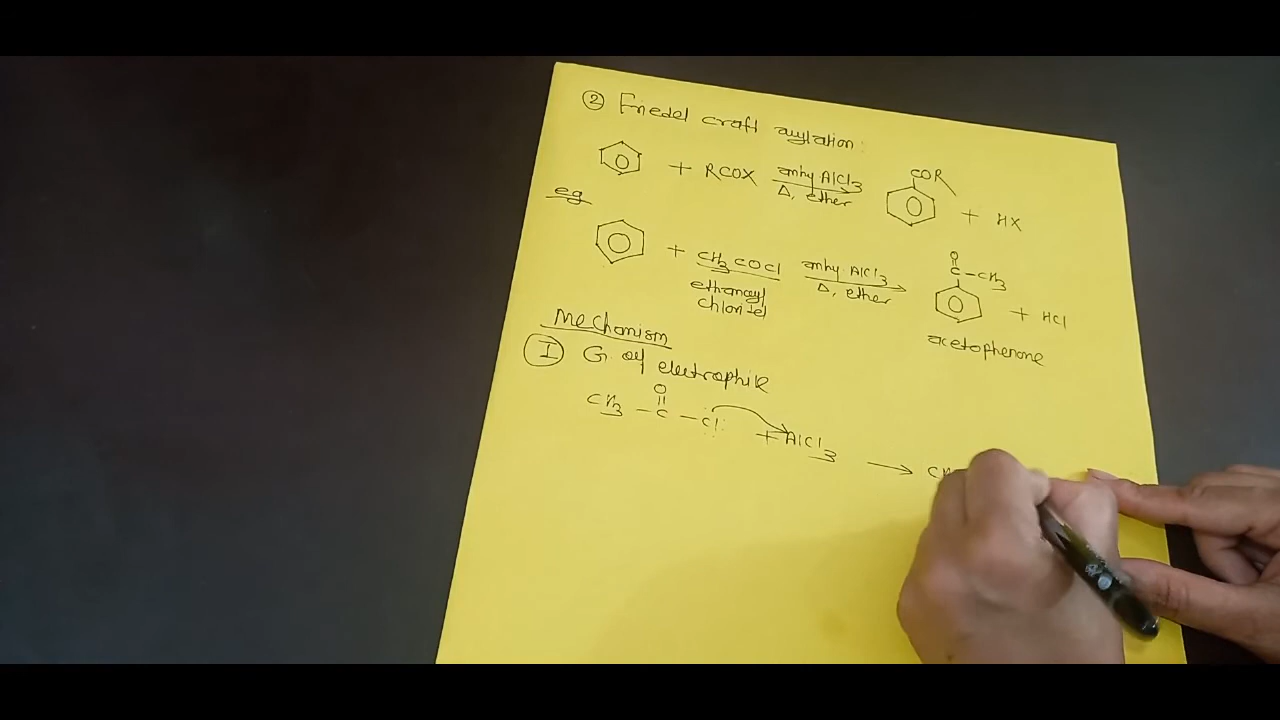 ② Friedel craft acylation:
+ RCOX anhy. AlCl3 Δ, ether COR + HX
eg
+ CH3COCl anhy. AlCl3 Δ, ether O C-CH3 + HCl
ethanoyl
acetophenone
Mechanism
I G. of electrophile
CH3 - C - Cl + AlCl3 → 
O